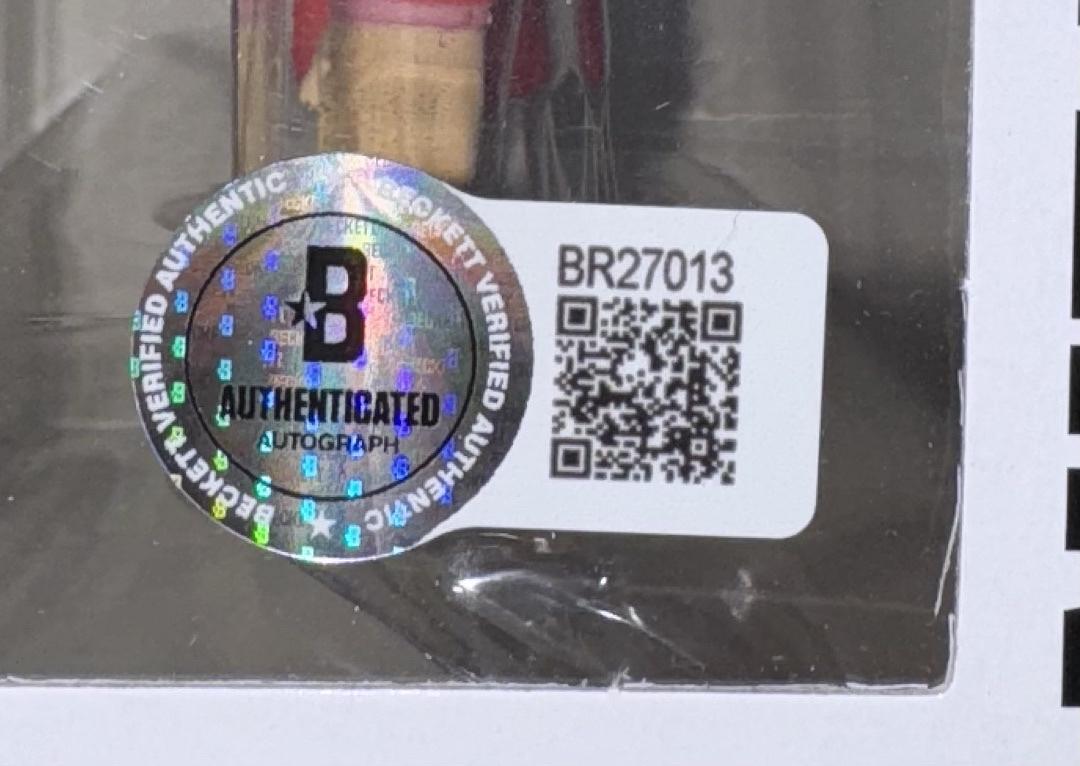 BECKETT VERIFIED AUTHENTIC
BECKETT VERIFIED AUTHENTIC
B
AUTHENTICATED
AUTOGRAPH
BR27013